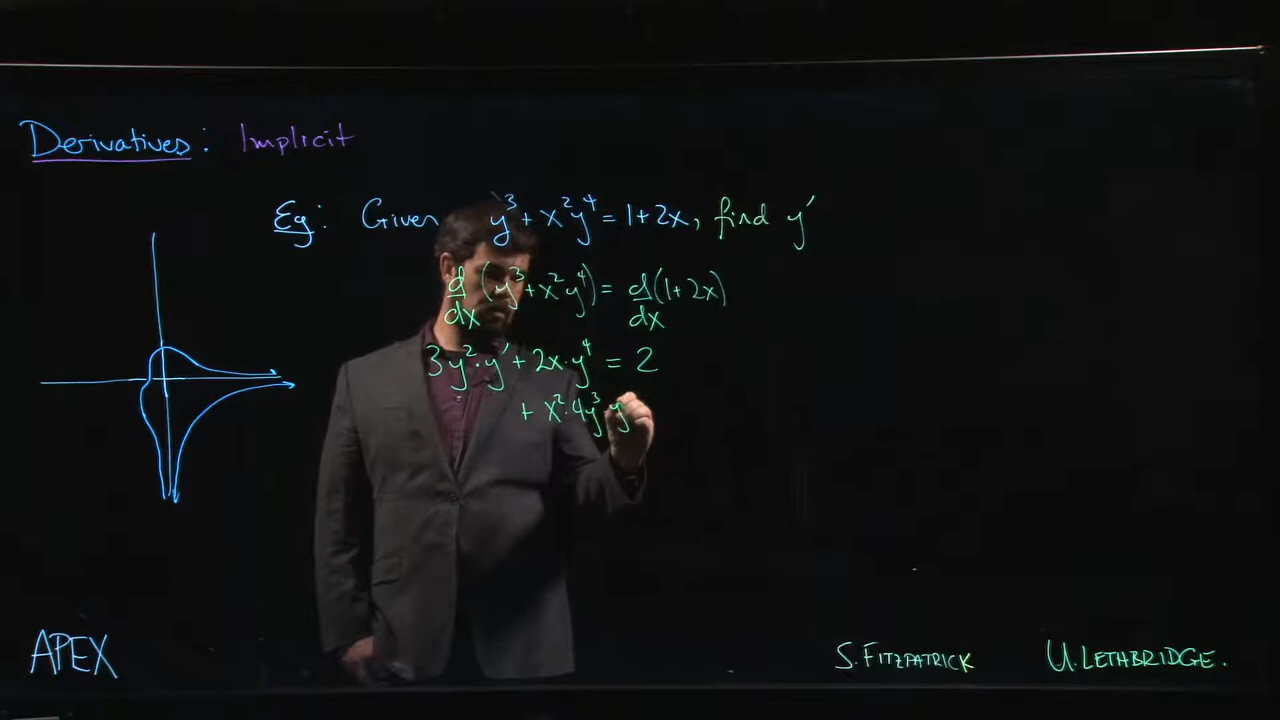 Derivatives: Implicit
Eg: Given y³ + x²y⁴ = 1 + 2x, find y'
d/dx (y³ + x²y⁴) = d/dx (1 + 2x)
3y²·y' + 2x·y⁴ = 2
+ x²·4y³·y
APEX
S. FITZPATRICK U. LETHBRIDGE.